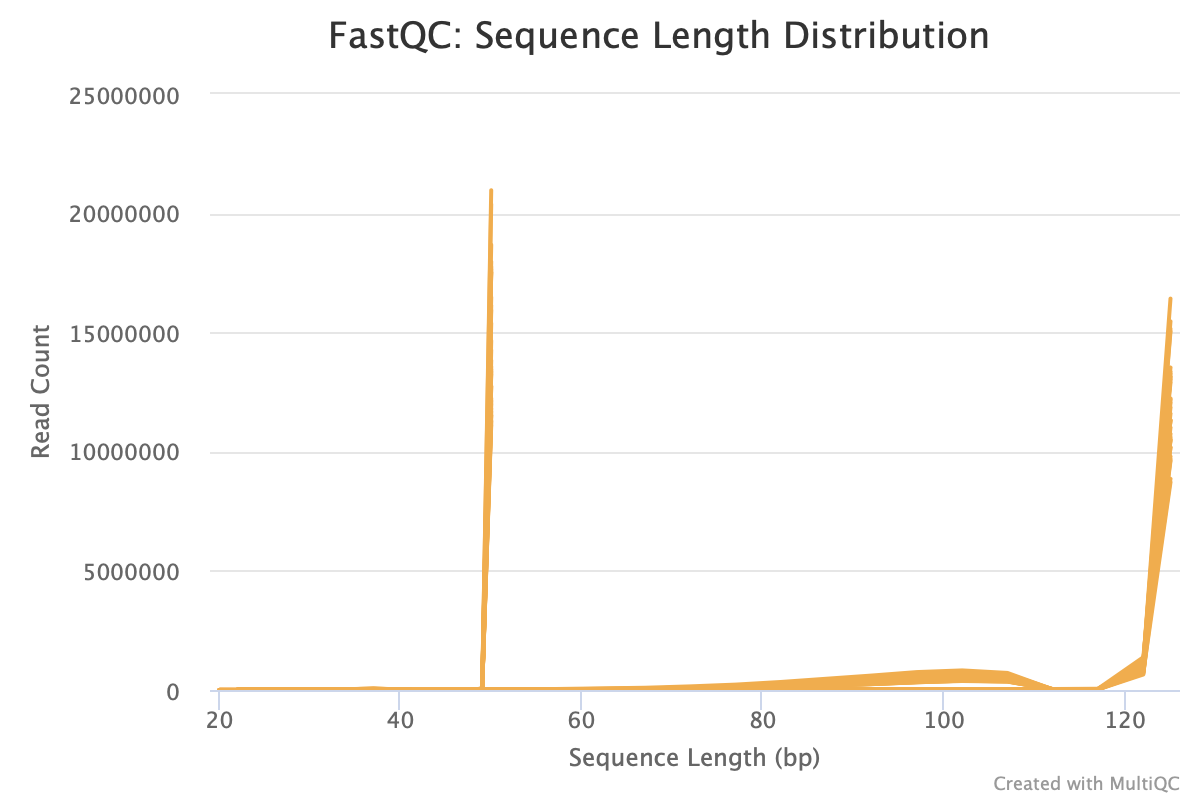 FastQC: Sequence Length Distribution
25000000
20000000
15000000
10000000
5000000
0
Read Count
20 40 60 80 100 120
Sequence Length (bp)
Created with MultiQC